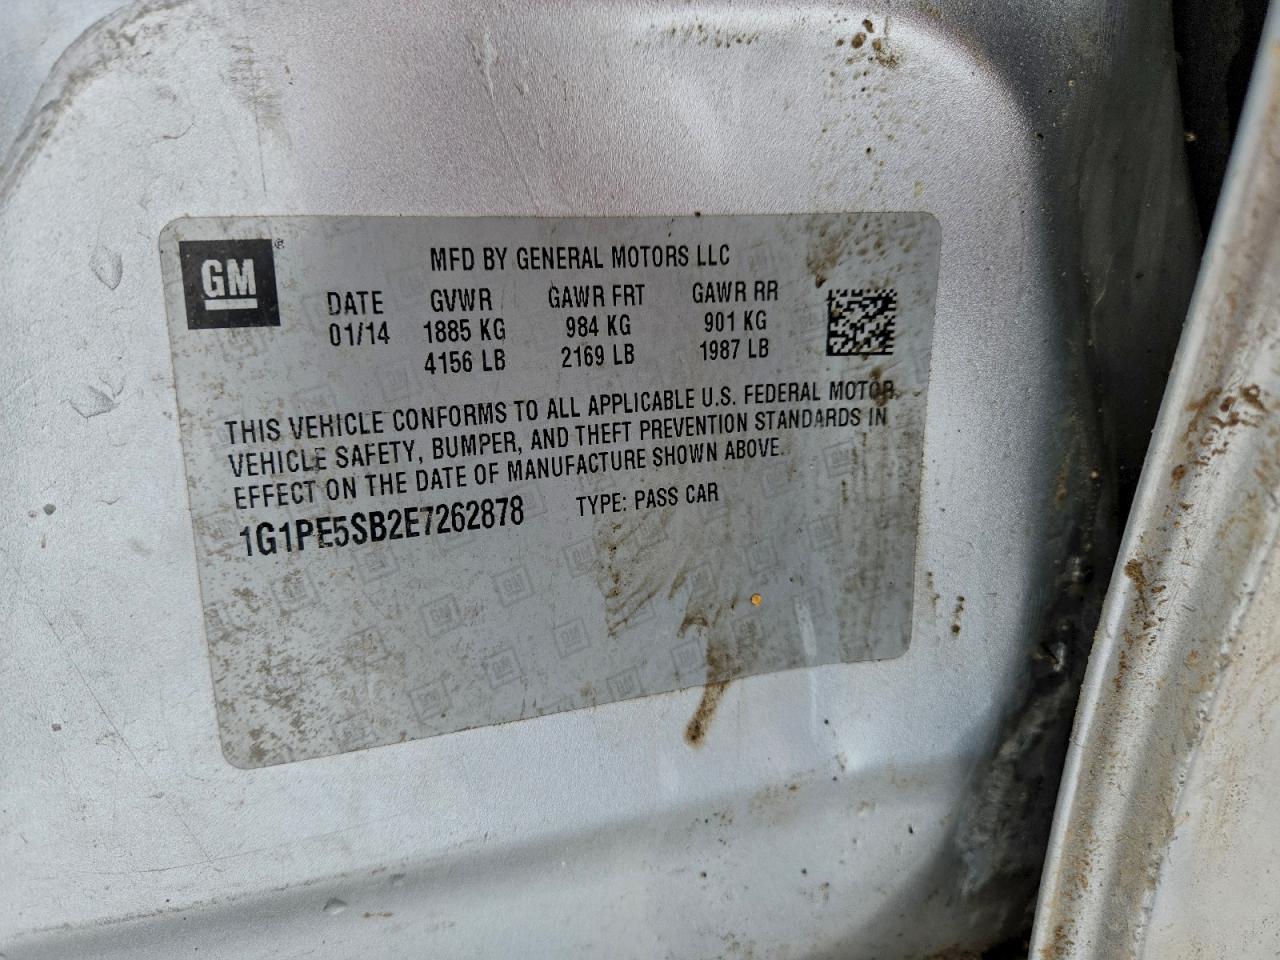 GM®
MFD BY GENERAL MOTORS LLC
DATE GVWR GAWR FRT GAWR RR
01/14 1885 KG 984 KG 901 KG
4156 LB 2169 LB 1987 LB
THIS VEHICLE CONFORMS TO ALL APPLICABLE U.S. FEDERAL MOTOR
VEHICLE SAFETY, BUMPER, AND THEFT PREVENTION STANDARDS IN
EFFECT ON THE DATE OF MANUFACTURE SHOWN ABOVE.
1G1PE5SB2E7262878 TYPE: PASS CAR